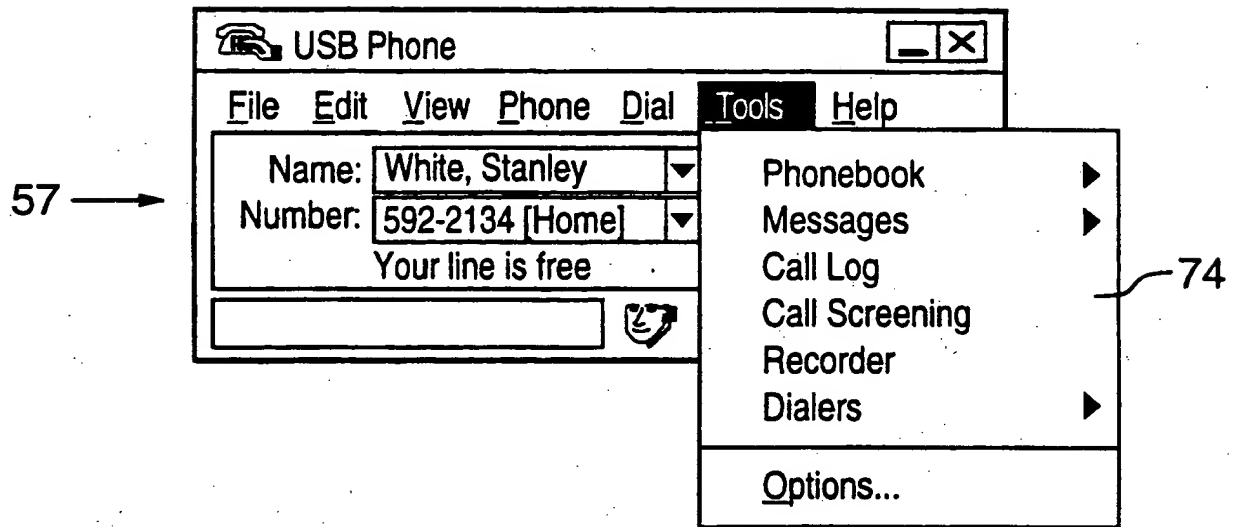 USB Phone
File Edit View Phone Dial Tools Help
Name: White, Stanley
Number: 592-2134 [Home]
Your line is free
Phonebook
Messages
Call Log
Call Screening
Recorder
Dialers
Options...
57
74